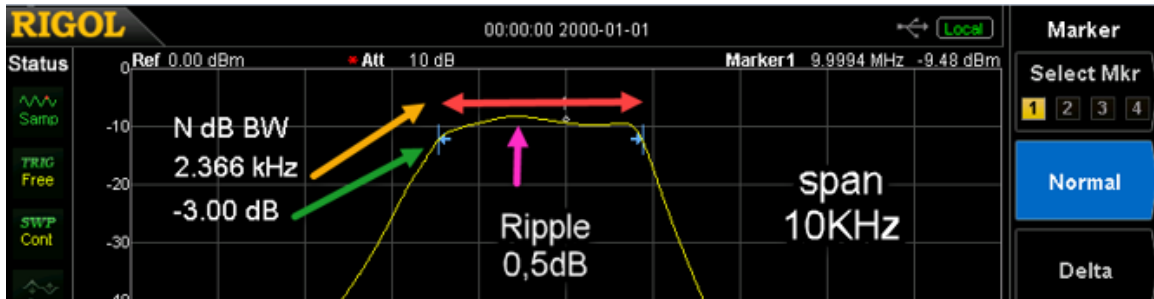 RIGOL
00:00:00 2000-01-01
Local
Marker
Status
Ref 0.00 dBm
Att 10 dB
Marker1 9.9994 MHz -9.48 dBm
Select Mkr
1 2 3 4
0
Samp
-10
N dB BW
2.366 kHz
-3.00 dB
TRIG
Free
-20
span
10KHz
Normal
SWP
Cont
-30
Ripple
0,5dB
Delta